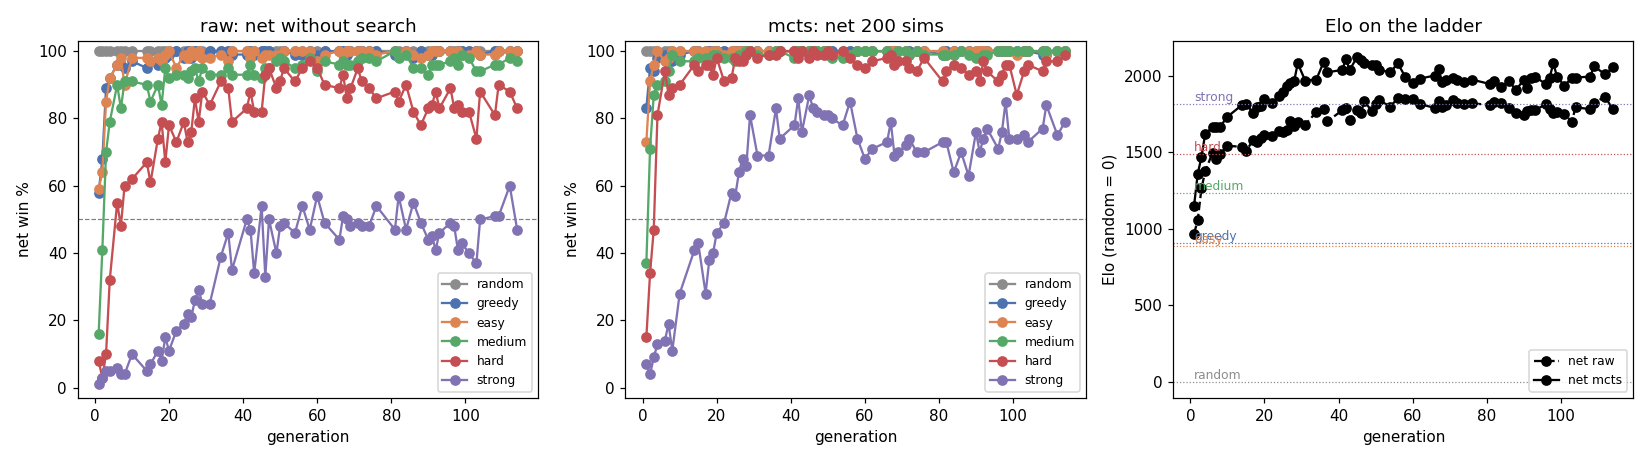 raw: net without search
net win %
100
80
60
40
20
0
random
greedy
easy
medium
hard
strong
0
20
40
60
80
100
generation
mcts: net 200 sims
net win %
100
80
60
40
20
0
random
greedy
easy
medium
hard
strong
0
20
40
60
80
100
generation
Elo on the ladder
Elo (random = 0)
2000
1500
1000
500
0
strong
hard
medium
greedy
easy
random
net raw
net mcts
0
20
40
60
80
100
generation